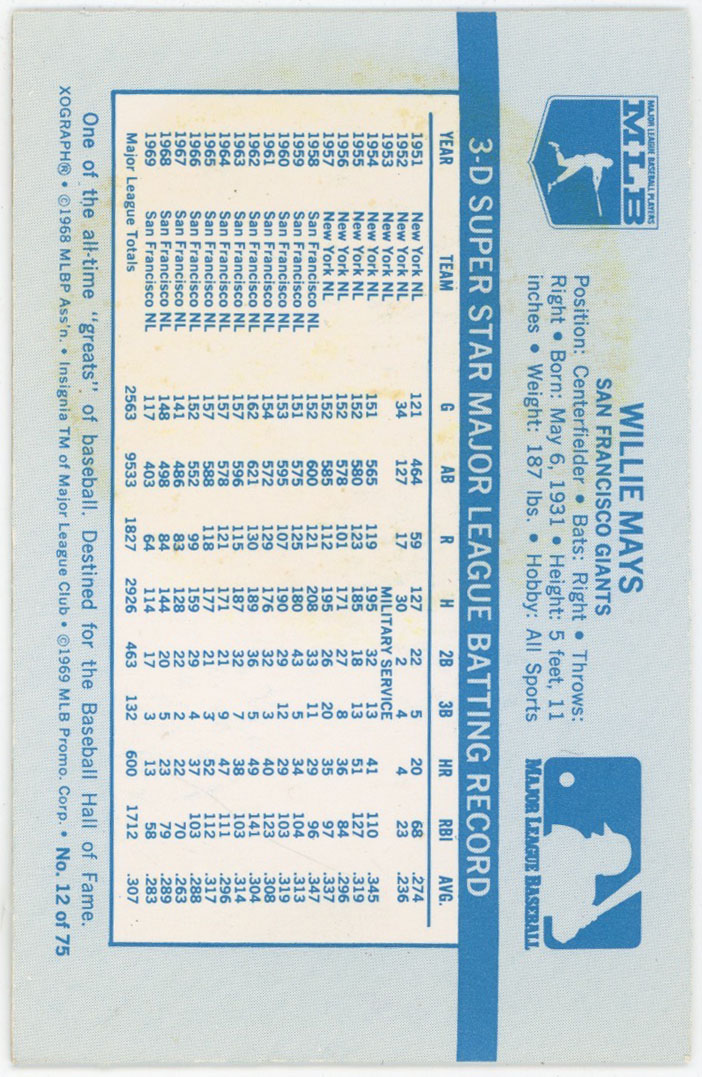 MAJOR LEAGUE BASEBALL PLAYERS
MLB
WILLIE MAYS
SAN FRANCISCO GIANTS
Position: Centerfielder • Bats: Right • Throws:
Right • Born: May 6, 1931 • Height: 5 feet, 11
inches • Weight: 187 lbs. • Hobby: All Sports
MAJOR LEAGUE BASEBALL
3-D SUPER STAR MAJOR LEAGUE BATTING RECORD
YEAR TEAM G AB R H 2B 3B HR RBI AVG.
1951 New York NL 121 464 59 127 22 5 20 68 .274
1952 New York NL 34 127 17 30 2 4 4 23 .236
1953 New York NL MILITARY SERVICE
1954 New York NL 151 565 119 195 32 13 41 110 .345
1955 New York NL 152 580 123 185 18 13 51 127 .319
1956 New York NL 152 578 101 171 27 8 36 84 .296
1957 New York NL 152 585 112 195 26 20 35 97 .337
1958 San Francisco NL 152 600 121 208 33 11 29 96 .347
1959 San Francisco NL 151 575 125 180 43 5 34 104 .313
1960 San Francisco NL 153 595 107 190 29 12 29 103 .319
1961 San Francisco NL 154 572 129 176 32 3 40 123 .308
1962 San Francisco NL 162 621 130 189 36 5 49 141 .304
1963 San Francisco NL 157 596 115 187 32 7 38 103 .314
1964 San Francisco NL 157 578 121 171 21 9 47 111 .296
1965 San Francisco NL 157 588 118 177 21 3 52 112 .317
1966 San Francisco NL 152 552 99 159 29 4 37 103 .288
1967 San Francisco NL 141 486 83 128 22 2 22 70 .263
1968 San Francisco NL 148 498 84 144 20 5 23 79 .289
1969 San Francisco NL 117 403 64 114 17 3 13 58 .283
Major League Totals 2563 9533 1827 2926 463 132 600 1712 .307
One of the all-time "greats" of baseball. Destined for the Baseball Hall of Fame.
XOGRAPH® • ©1968 MLBP Ass'n. • Insignia TM of Major League Club • ©1969 MLB Promo. Corp. • No. 12 of 75